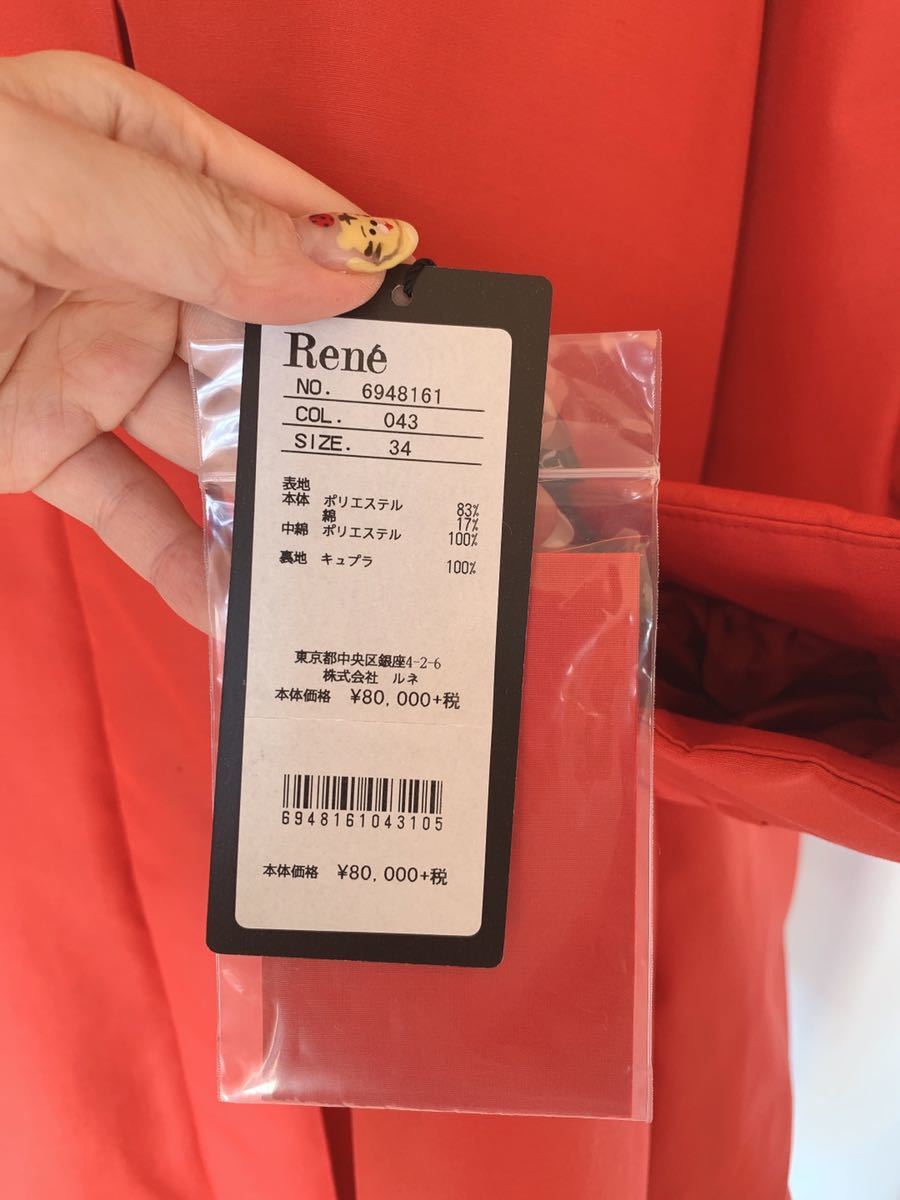 René
NO. 6948161
COL. 043
SIZE. 34
表地
本体 ポリエステル 83%
綿 17%
中綿 ポリエステル 100%
裏地 キュプラ 100%
東京都中央区銀座4-2-6
株式会社 ルネ
本体価格 ¥80,000+税
6948161043105
本体価格 ¥80,000+税